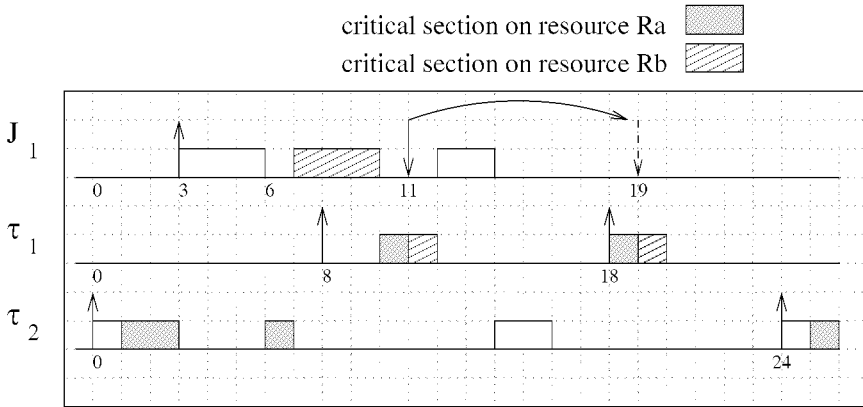 critical section on resource Ra
critical section on resource Rb
J 1
0 3 6 11 19
τ 1
0 8 18
τ 2
0 24